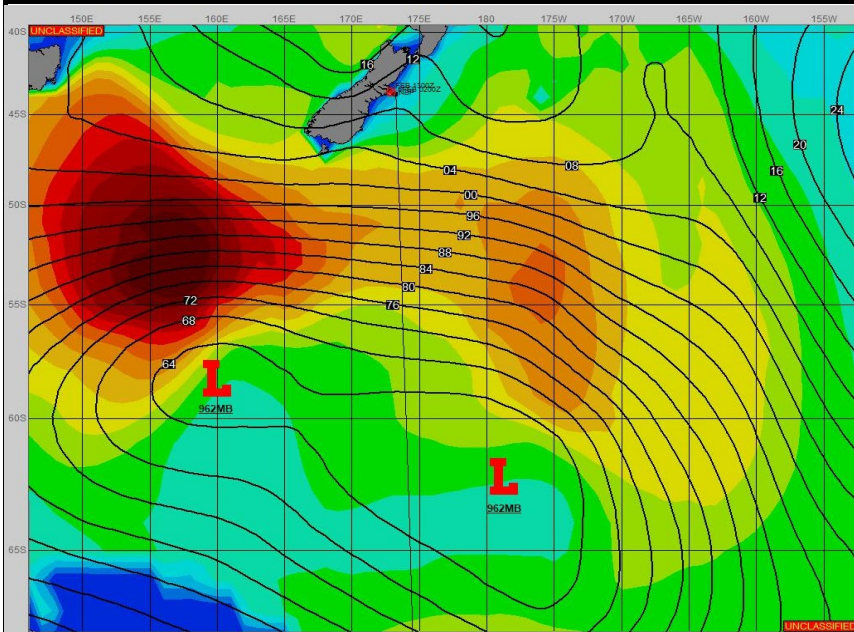 150E 155E 160E 165E 170E 175E 180 175W 170W 165W 160W 155W
40S
UNCLASSIFIED
16
12
24
45S
20
04
08
16
12
00
50S
96
92
88
84
80
55S
72
76
68
64
L
962MB
60S
L
962MB
65S
UNCLASSIFIED